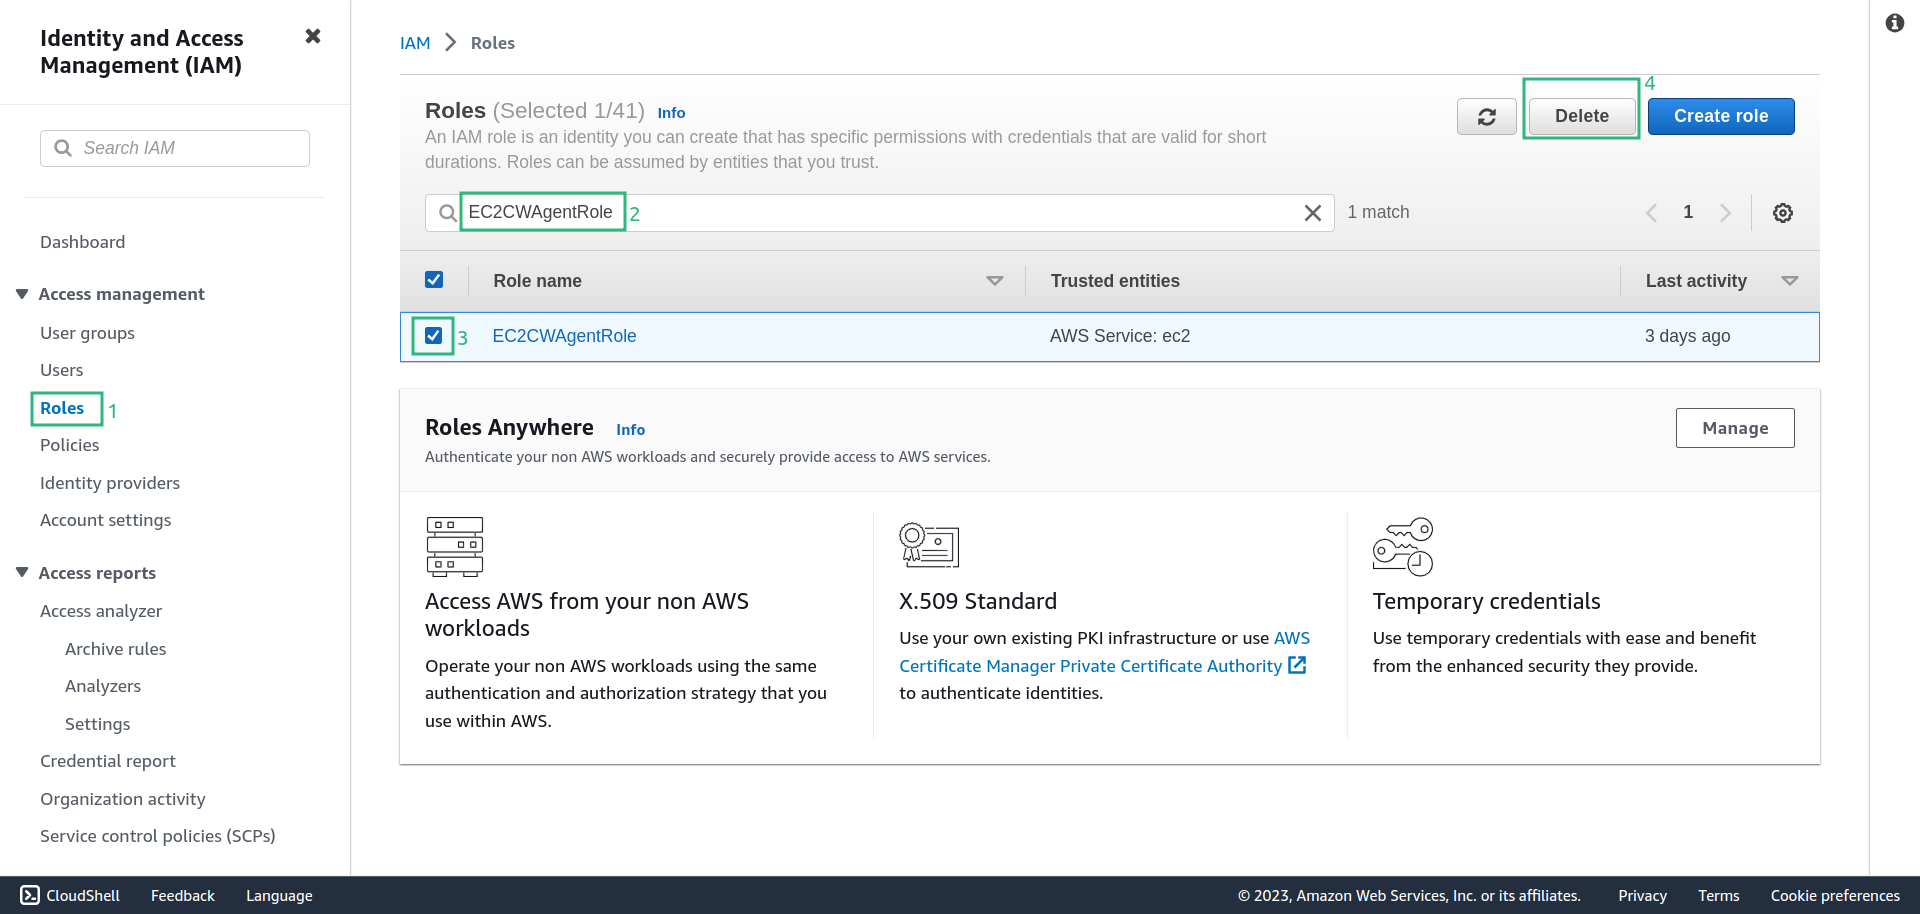 Identity and Access
Management (IAM)
Search IAM
Dashboard
Access management
User groups
Users
Roles 1
Policies
Identity providers
Account settings
Access reports
Access analyzer
Archive rules
Analyzers
Settings
Credential report
Organization activity
Service control policies (SCPs)
IAM Roles
Roles (Selected 1/41) Info
An IAM role is an identity you can create that has specific permissions with credentials that are valid for short
durations. Roles can be assumed by entities that you trust.
Delete 4 Create role
EC2CWAgentRole 2
1 match
1
Role name Trusted entities Last activity
3 EC2CWAgentRole AWS Service: ec2 3 days ago
Roles Anywhere Info
Authenticate your non AWS workloads and securely provide access to AWS services.
Manage
Access AWS from your non AWS
workloads
Operate your non AWS workloads using the same
authentication and authorization strategy that you
use within AWS.
X.509 Standard
Use your own existing PKI infrastructure or use AWS
Certificate Manager Private Certificate Authority
to authenticate identities.
Temporary credentials
Use temporary credentials with ease and benefit
from the enhanced security they provide.
CloudShell Feedback Language © 2023, Amazon Web Services, Inc. or its affiliates. Privacy Terms Cookie preferences